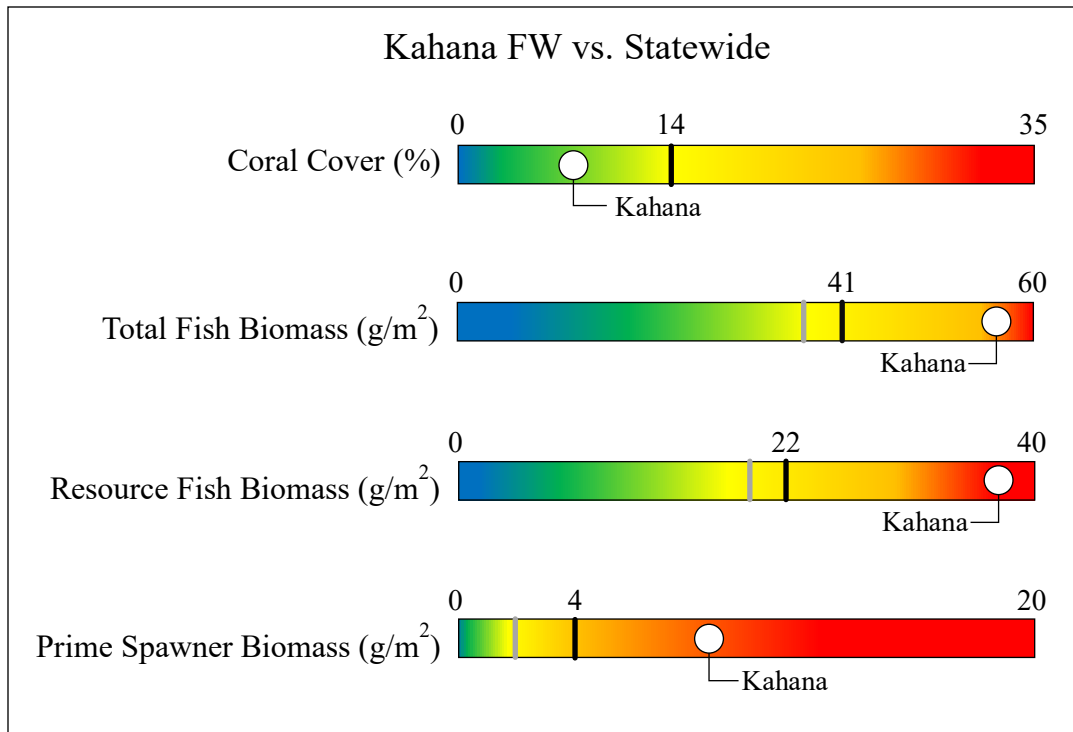 Kahana FW vs. Statewide
0 14 35
Coral Cover (%)
Kahana
0 41 60
Total Fish Biomass (g/m²)
Kahana
0 22 40
Resource Fish Biomass (g/m²)
Kahana
0 4 20
Prime Spawner Biomass (g/m²)
Kahana